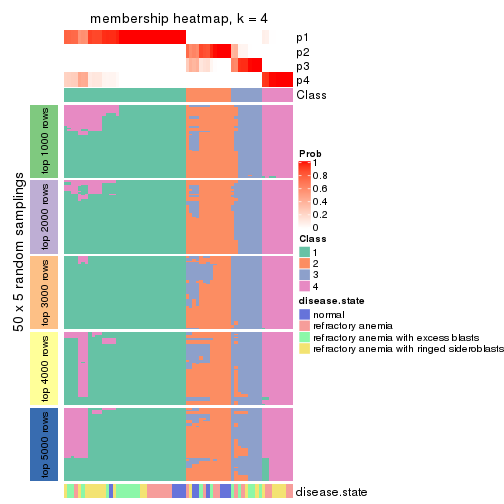 membership heatmap, k = 4
p1
p2
p3
p4
Class
50 x 5 random samplings
top 1000 rows
top 2000 rows
top 3000 rows
top 4000 rows
top 5000 rows
Prob
1
0.8
0.6
0.4
0.2
0
Class
1
2
3
4
disease.state
normal
refractory anemia
refractory anemia with excess blasts
refractory anemia with ringed sideroblasts
disease.state